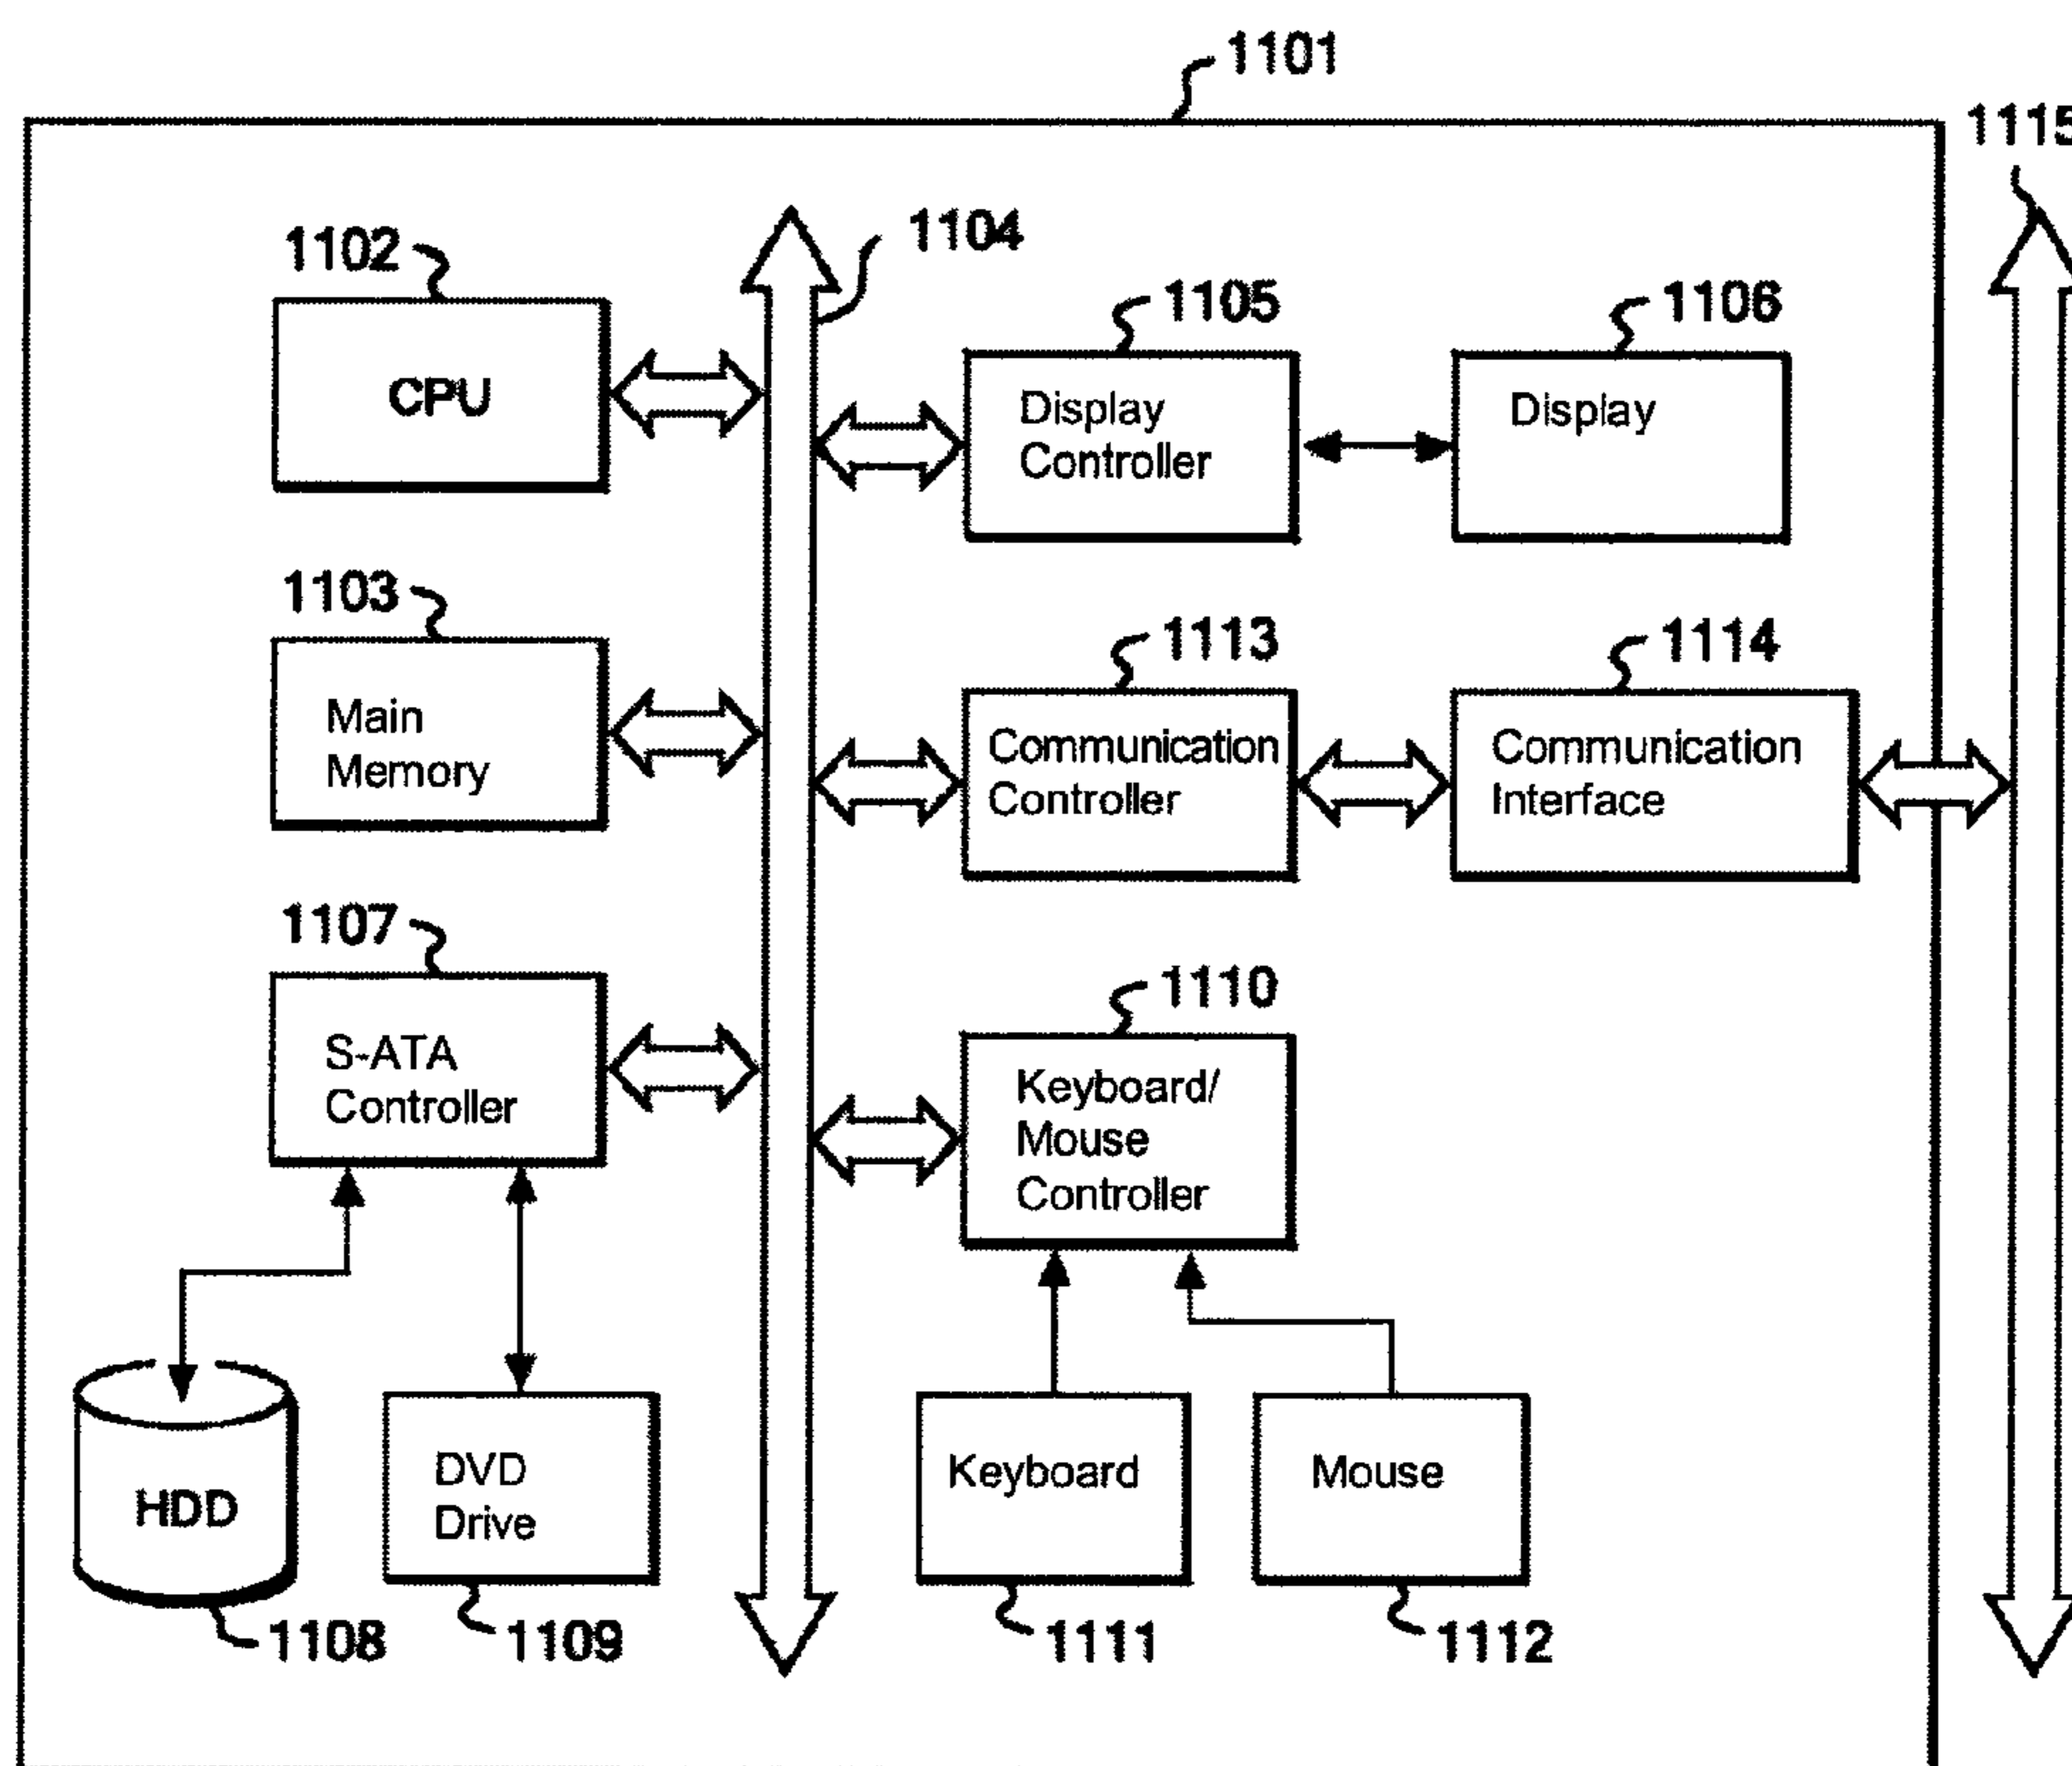 1101
1115
1102
1104
CPU
1105
Display
Controller
1106
Display
1103
Main
Memory
1113
Communication
Controller
1114
Communication
Interface
1107
S-ATA
Controller
1110
Keyboard/
Mouse
Controller
HDD
DVD
Drive
Keyboard
Mouse
1108
1109
1111
1112